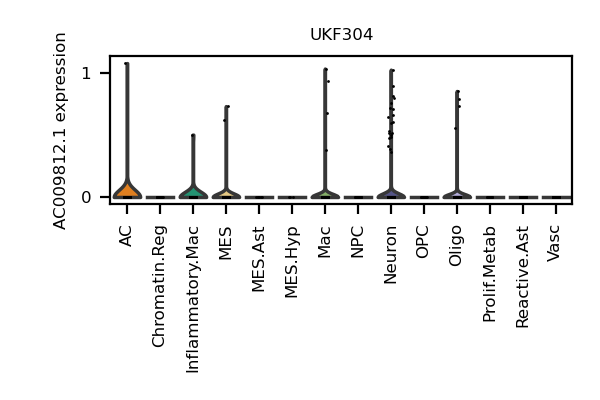 UKF304
AC009812.1 expression
1
0
AC
Chromatin.Reg
Inflammatory.Mac
MES
MES.Ast
MES.Hyp
Mac
NPC
Neuron
OPC
Oligo
Prolif.Metab
Reactive.Ast
Vasc